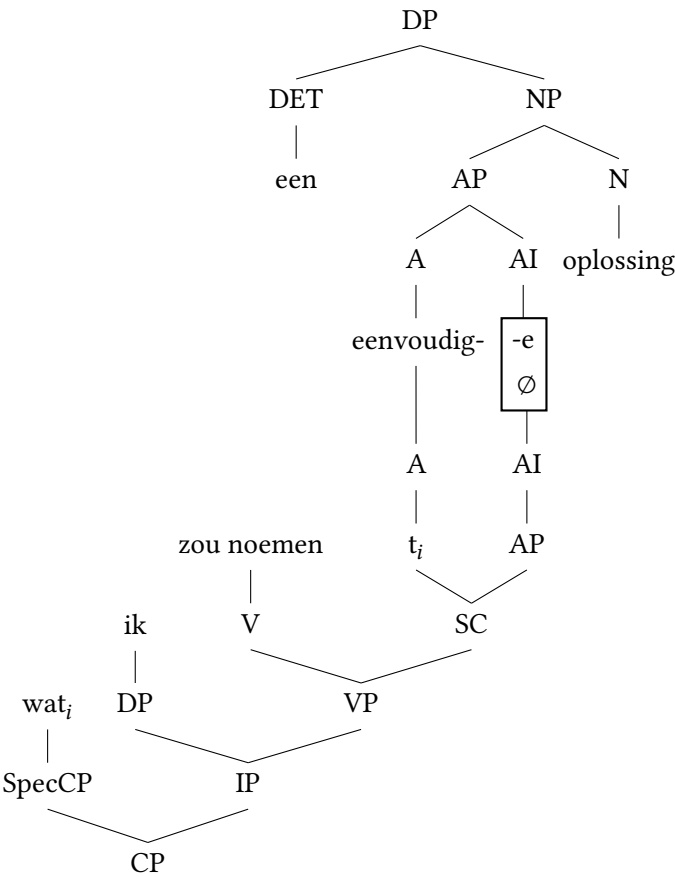 DP
DET NP
een AP N
A AI oplossing
eenvoudig- -e
∅
A AI
zou noemen tᵢ AP
ik V SC
watᵢ DP VP
SpecCP IP
CP